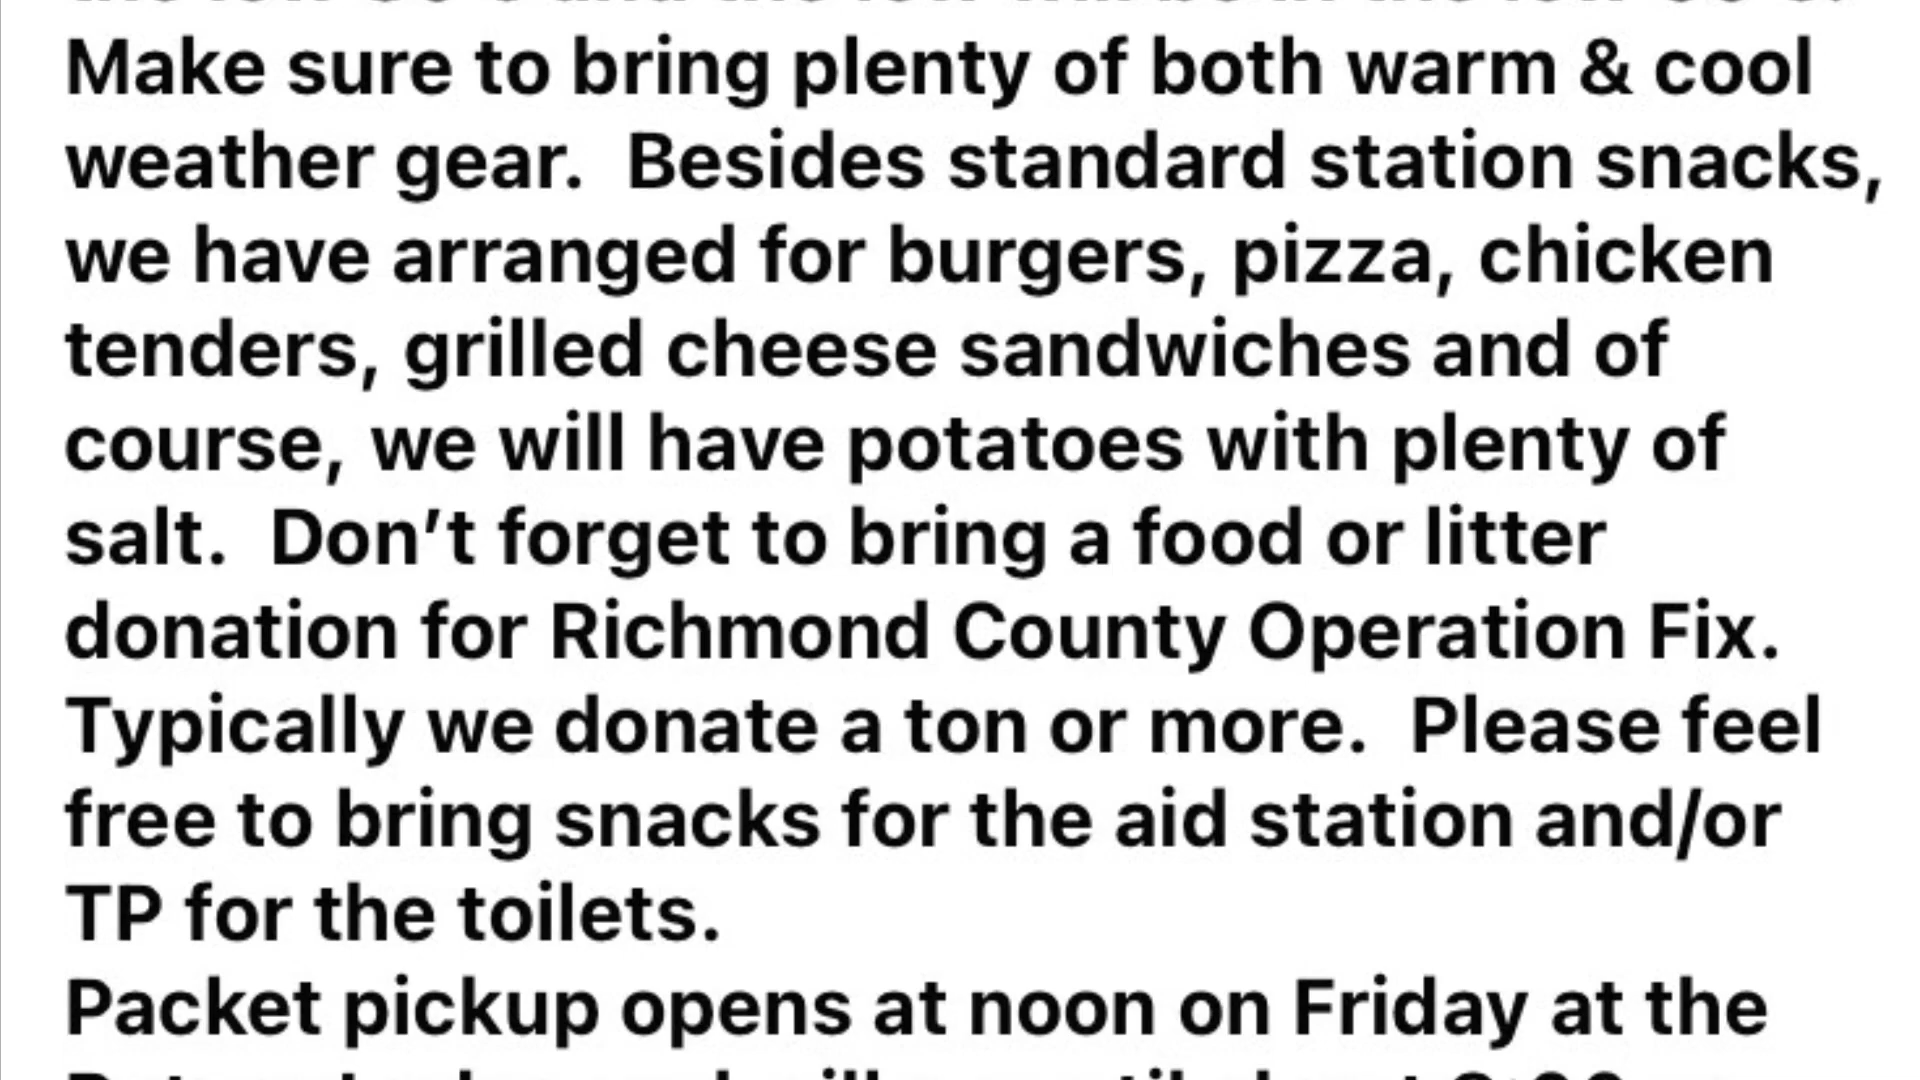 Make sure to bring plenty of both warm & cool
weather gear.  Besides standard station snacks,
we have arranged for burgers, pizza, chicken
tenders, grilled cheese sandwiches and of
course, we will have potatoes with plenty of
salt.  Don’t forget to bring a food or litter
donation for Richmond County Operation Fix.
Typically we donate a ton or more.  Please feel
free to bring snacks for the aid station and/or
TP for the toilets.
Packet pickup opens at noon on Friday at the